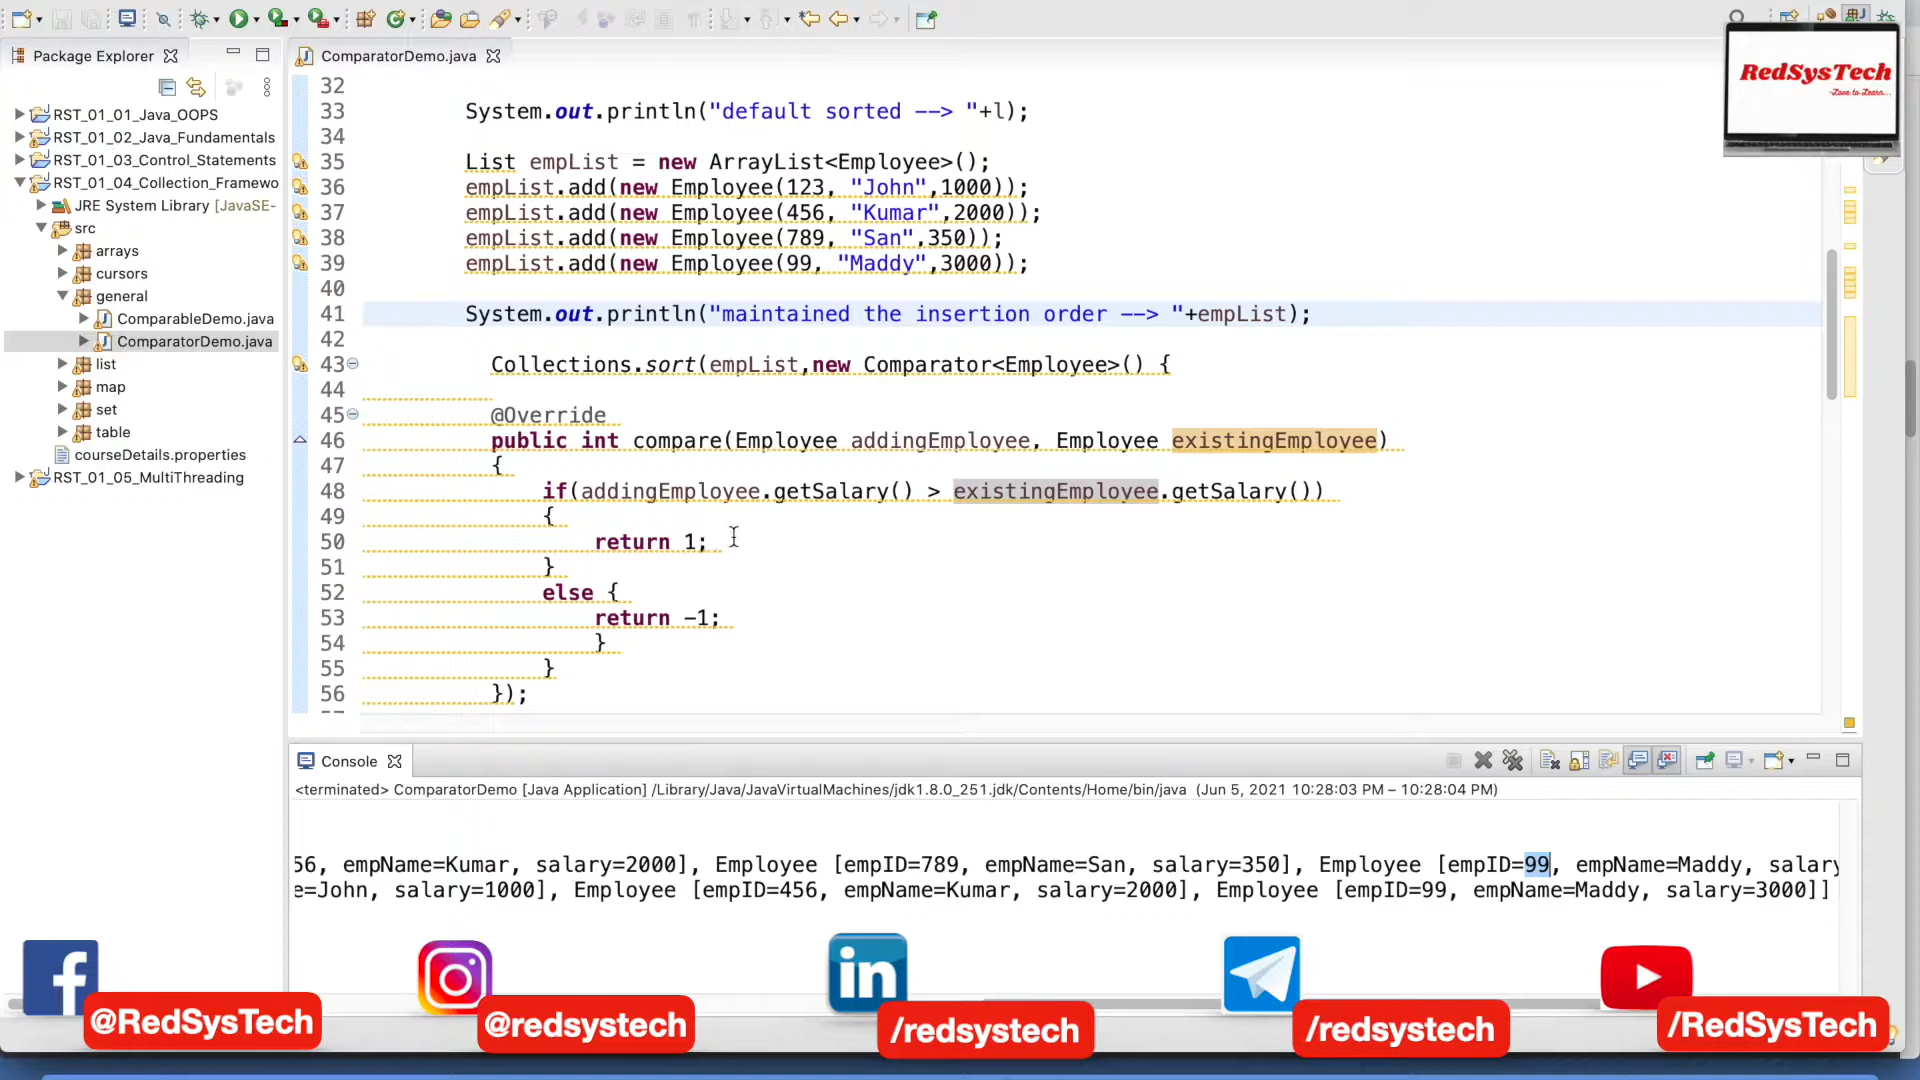 Package Explorer
ComparatorDemo.java
RedSysTech
-Love to Learn...
RST_01_01_Java_OOPS
RST_01_02_Java_Fundamentals
RST_01_03_Control_Statements
RST_01_04_Collection_Framewo
JRE System Library [JavaSE-
src
arrays
cursors
general
ComparableDemo.java
ComparatorDemo.java
list
map
set
table
courseDetails.properties
RST_01_05_MultiThreading
32
33 System.out.println("default sorted --> "+l);
34
35 List empList = new ArrayList<Employee>();
36 empList.add(new Employee(123, "John",1000));
37 empList.add(new Employee(456, "Kumar",2000));
38 empList.add(new Employee(789, "San",350));
39 empList.add(new Employee(99, "Maddy",3000));
40
41 System.out.println("maintained the insertion order --> "+empList);
42
43 Collections.sort(empList,new Comparator<Employee>() {
44
45 @Override
46 public int compare(Employee addingEmployee, Employee existingEmployee)
47 {
48 if(addingEmployee.getSalary() > existingEmployee.getSalary())
49 {
50 return 1;
51 }
52 else {
53 return -1;
54 }
55 }
56 });
Console
<terminated> ComparatorDemo [Java Application] /Library/Java/JavaVirtualMachines/jdk1.8.0_251.jdk/Contents/Home/bin/java (Jun 5, 2021 10:28:03 PM – 10:28:04 PM)
56, empName=Kumar, salary=2000], Employee [empID=789, empName=San, salary=350], Employee [empID=99, empName=Maddy, salary
e=John, salary=1000], Employee [empID=456, empName=Kumar, salary=2000], Employee [empID=99, empName=Maddy, salary=3000]]
@RedSysTech
@redsystech
/redsystech
/redsystech
/RedSysTech